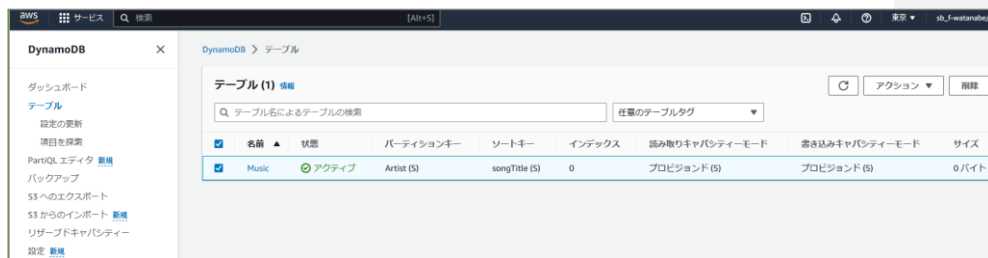 aws サービス 検索 [Alt+S] 東京 ▼ sb_f-watanabe/
DynamoDB ×
DynamoDB > テーブル
テーブル (1) 情報
アクション ▼ 削除
テーブル名によるテーブルの検索 任意のテーブルタグ ▼
名前 ▲ 状態 パーティションキー ソートキー インデックス 読み取りキャパシティーモード 書き込みキャパシティーモード サイズ
Music アクティブ Artist (S) songTitle (S) 0 プロビジョンド (5) プロビジョンド (5) 0 バイト
ダッシュボード
テーブル
設定の更新
項目を探索
PartiQL エディタ 新規
バックアップ
S3 へのエクスポート
S3 からのインポート 新規
リザーブドキャパシティー
設定 新規